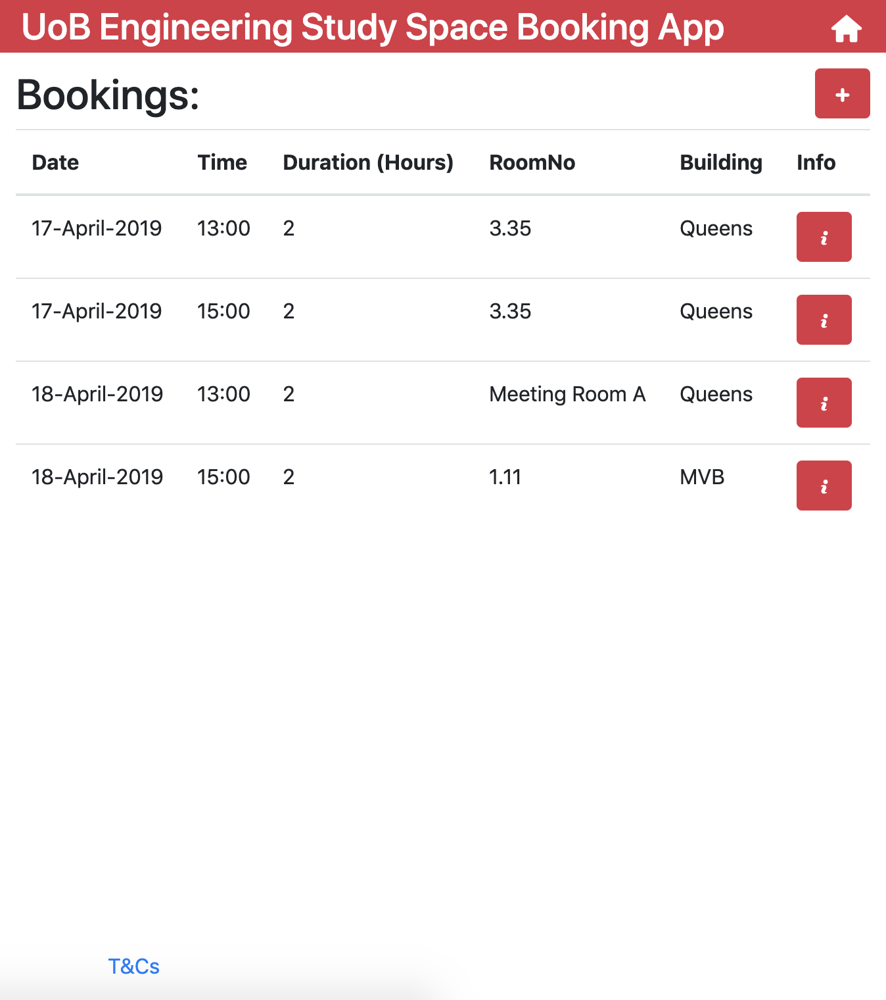 UoB Engineering Study Space Booking App
Bookings:
+
Date Time Duration (Hours) RoomNo Building Info
17-April-2019 13:00 2 3.35 Queens i
17-April-2019 15:00 2 3.35 Queens i
18-April-2019 13:00 2 Meeting Room A Queens i
18-April-2019 15:00 2 1.11 MVB i
T&Cs